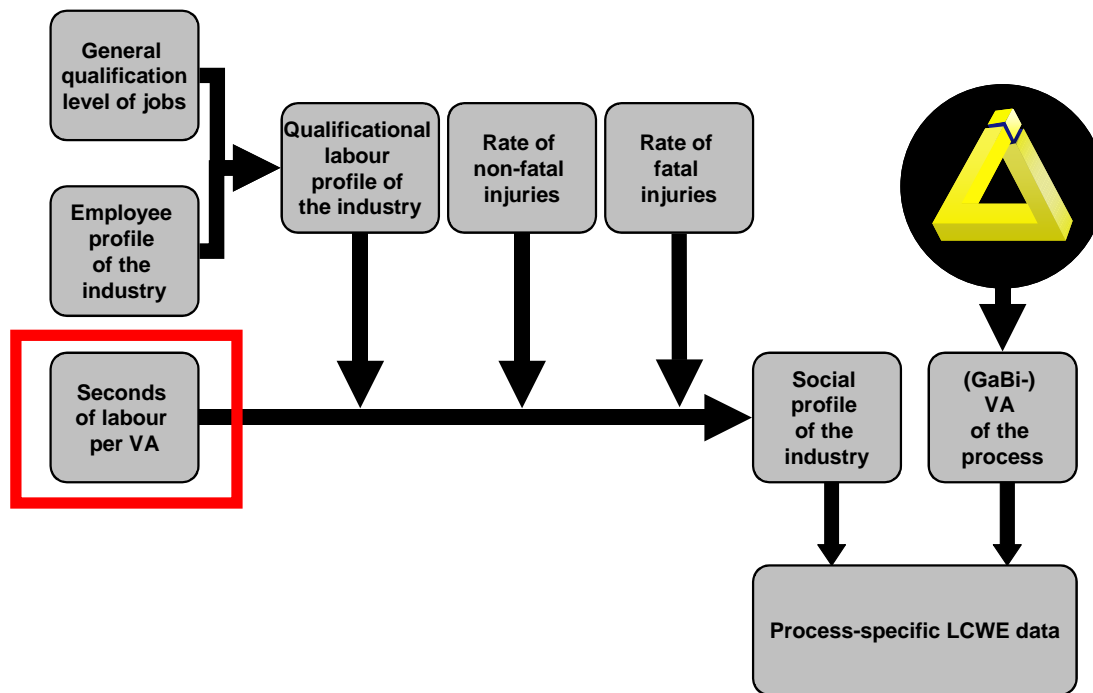 General
qualification
level of jobs
Qualificational
labour
profile of
the industry
Rate of
non-fatal
injuries
Rate of
fatal
injuries
Employee
profile
of the
industry
Seconds
of labour
per VA
Social
profile
of the
industry
(GaBi-)
VA
of the
process
Process-specific LCWE data